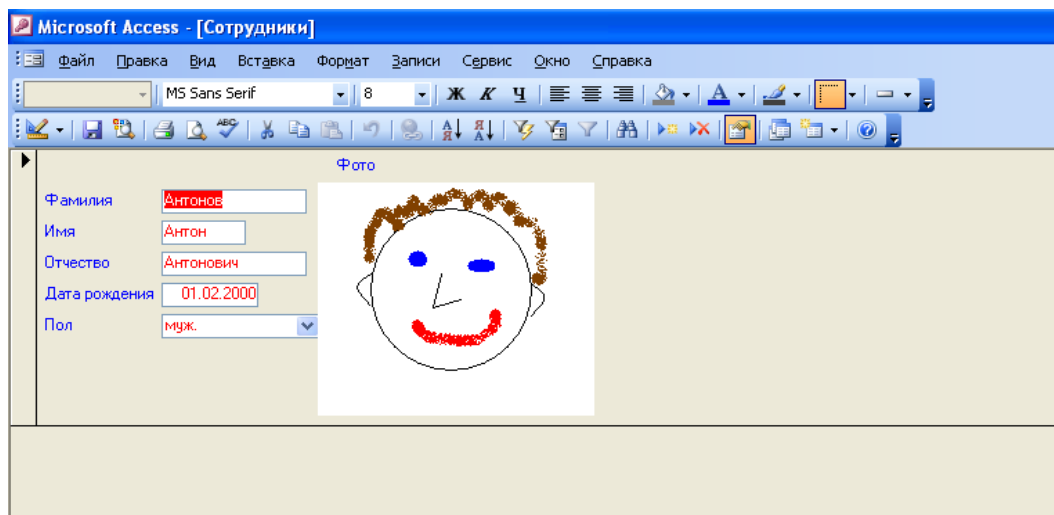 Microsoft Access - [Сотрудники]
Файл Правка Вид Вставка Формат Записи Сервис Окно Справка
MS Sans Serif 8 Ж К Ч А
ABC А Я Я А
Фото
Фамилия Антонов
Имя Антон
Отчество Антонович
Дата рождения 01.02.2000
Пол муж.